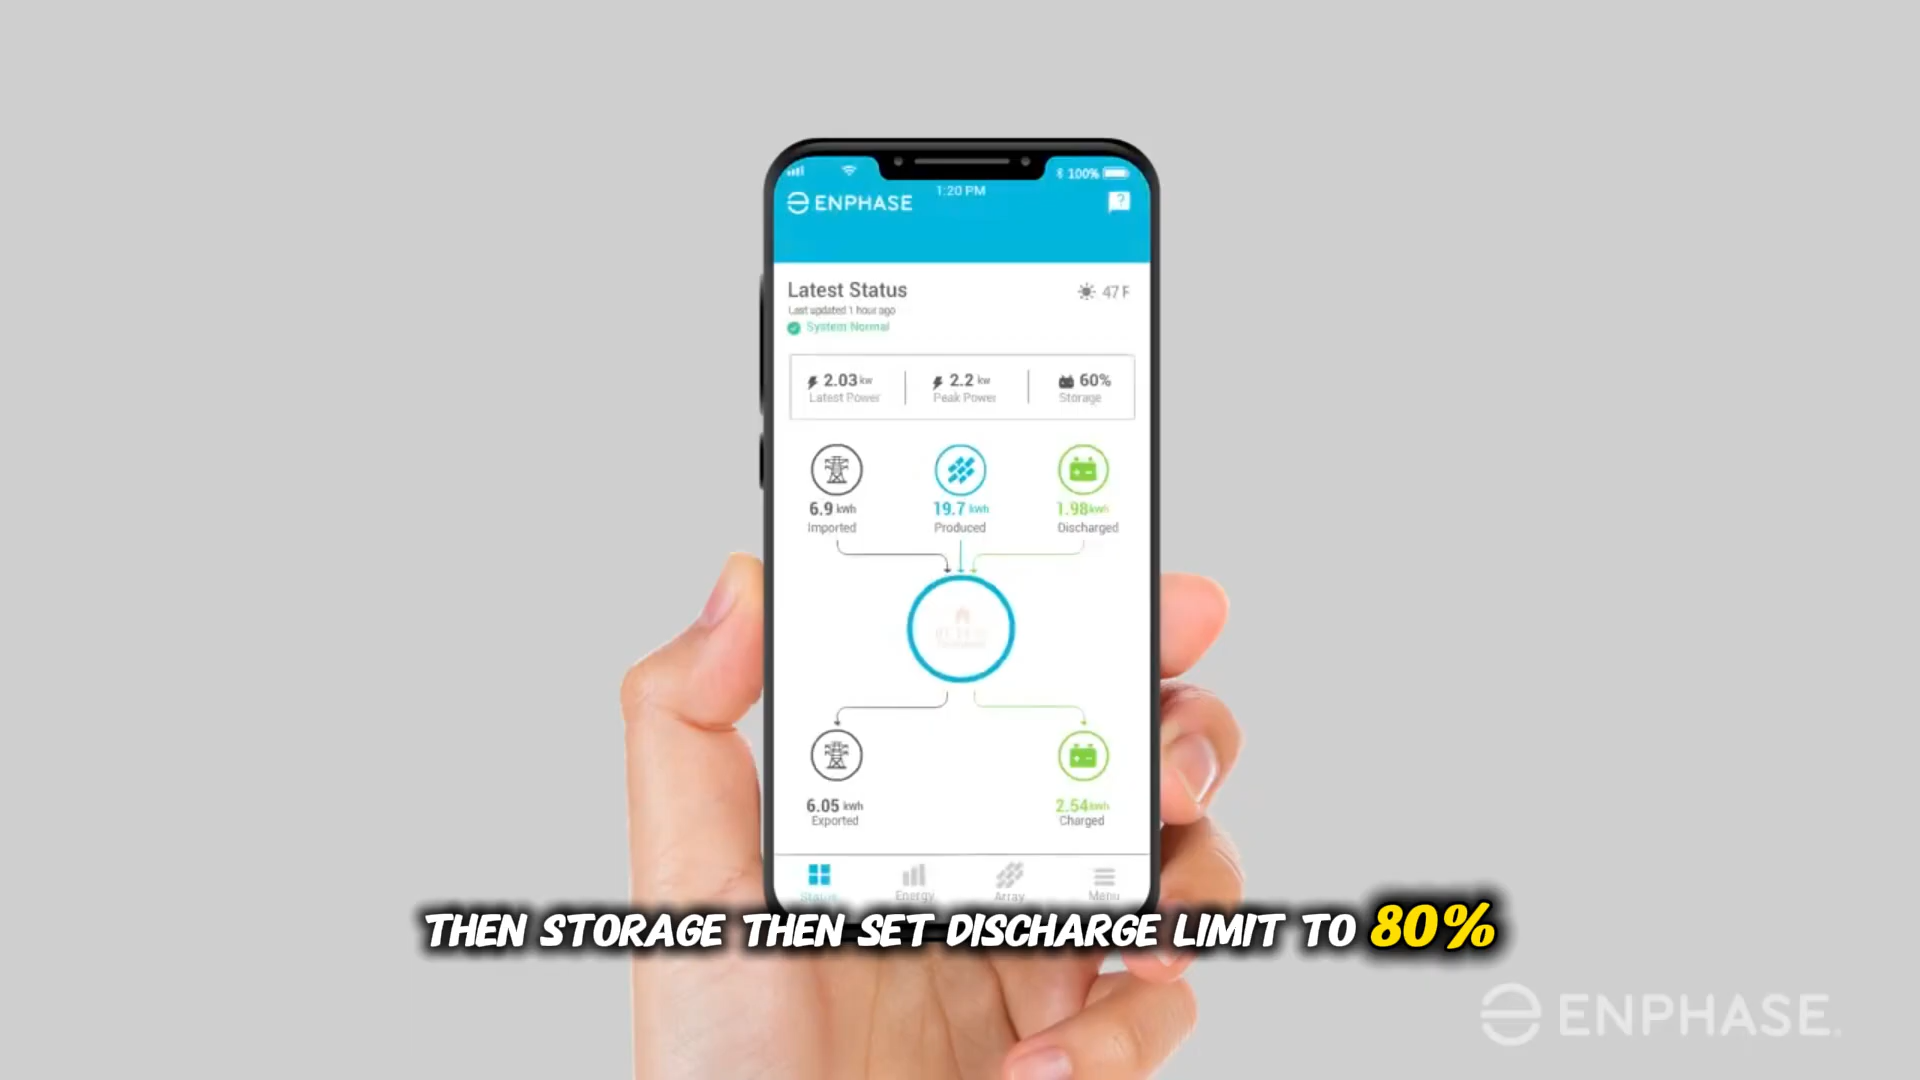 1:20 PM
100%
ENPHASE
?
Latest Status
47 F
Last updated 1 hour ago
System Normal
2.03 kw
Latest Power
2.2 kw
Peak Power
60%
Storage
6.9 kWh
Imported
19.7 kWh
Produced
1.98 kWh
Discharged
6.05 kWh
Exported
2.54 kWh
Charged
Status
Energy
Array
Menu
THEN STORAGE THEN SET DISCHARGE LIMIT TO 80%
ENPHASE